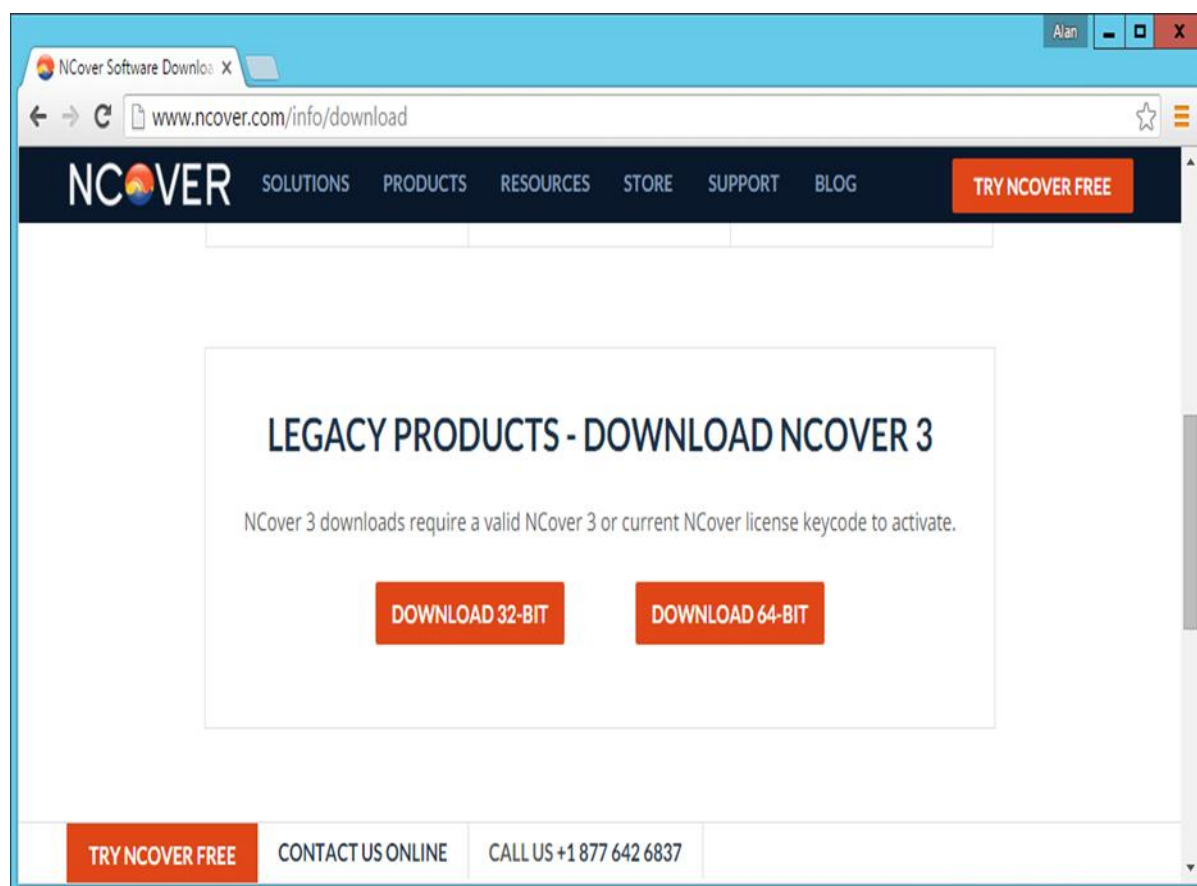 Alan
NCover Software Downloa
www.ncover.com/info/download
NCOVER SOLUTIONS PRODUCTS RESOURCES STORE SUPPORT BLOG TRY NCOVER FREE
LEGACY PRODUCTS - DOWNLOAD NCOVER 3
NCover 3 downloads require a valid NCover 3 or current NCover license keycode to activate.
DOWNLOAD 32-BIT DOWNLOAD 64-BIT
TRY NCOVER FREE CONTACT US ONLINE CALL US +1 877 642 6837